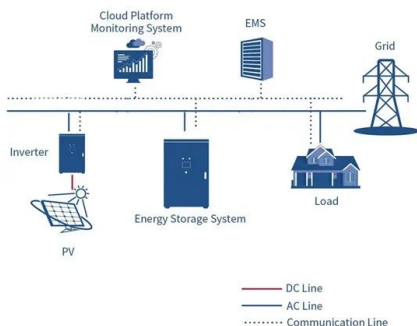 Cloud Platform
Monitoring System
EMS
Grid
Inverter
Energy Storage System
Load
PV
DC Line
AC Line
Communication Line